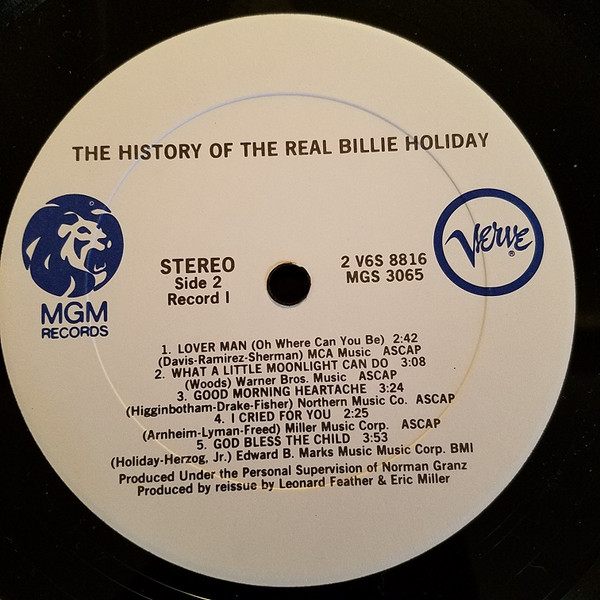 THE HISTORY OF THE REAL BILLIE HOLIDAY
MGM
RECORDS
Verve
®
STEREO
Side 2
Record I
2 V6S 8816
MGS 3065
1. LOVER MAN (Oh Where Can You Be) 2:42
(Davis-Ramirez-Sherman) MCA Music ASCAP
2. WHAT A LITTLE MOONLIGHT CAN DO 3:08
(Woods) Warner Bros. Music ASCAP
3. GOOD MORNING HEARTACHE 3:24
(Higginbotham-Drake-Fisher) Northern Music Co. ASCAP
4. I CRIED FOR YOU 2:25
(Arnheim-Lyman-Freed) Miller Music Corp. ASCAP
5. GOD BLESS THE CHILD 3:53
(Holiday-Herzog, Jr.) Edward B. Marks Music Music Corp. BMI
Produced Under the Personal Supervision of Norman Granz
Produced by reissue by Leonard Feather & Eric Miller